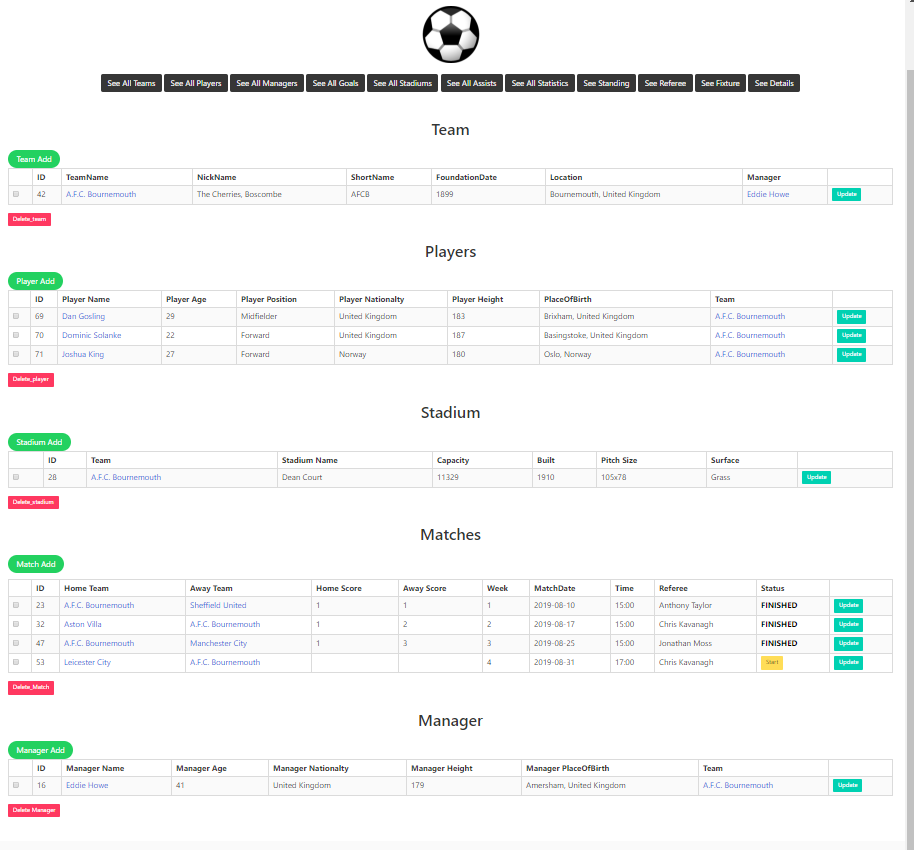 See All Teams See All Players See All Managers See All Goals See All Stadiums See All Assists See All Statistics See Standing See Referee See Fixture See Details
Team
Team Add
ID TeamName NickName ShortName FoundationDate Location Manager
42 A.F.C. Bournemouth The Cherries, Boscombe AFCB 1899 Bournemouth, United Kingdom Eddie Howe Update
Delete_team
Players
Player Add
ID Player Name Player Age Player Position Player Nationalty Player Height PlaceOfBirth Team
69 Dan Gosling 29 Midfielder United Kingdom 183 Brixham, United Kingdom A.F.C. Bournemouth Update
70 Dominic Solanke 22 Forward United Kingdom 187 Basingstoke, United Kingdom A.F.C. Bournemouth Update
71 Joshua King 27 Forward Norway 180 Oslo, Norway A.F.C. Bournemouth Update
Delete_player
Stadium
Stadium Add
ID Team Stadium Name Capacity Built Pitch Size Surface
28 A.F.C. Bournemouth Dean Court 11329 1910 105x78 Grass Update
Delete_stadium
Matches
Match Add
ID Home Team Away Team Home Score Away Score Week MatchDate Time Referee Status
23 A.F.C. Bournemouth Sheffield United 1 1 1 2019-08-10 15:00 Anthony Taylor FINISHED Update
32 Aston Villa A.F.C. Bournemouth 1 2 2 2019-08-17 15:00 Chris Kavanagh FINISHED Update
47 A.F.C. Bournemouth Manchester City 1 3 3 2019-08-25 15:00 Jonathan Moss FINISHED Update
53 Leicester City A.F.C. Bournemouth 4 2019-08-31 17:00 Chris Kavanagh Start Update
Delete_Match
Manager
Manager Add
ID Manager Name Manager Age Manager Nationalty Manager Height Manager PlaceOfBirth Team
16 Eddie Howe 41 United Kingdom 179 Amersham, United Kingdom A.F.C. Bournemouth Update
Delete Manager